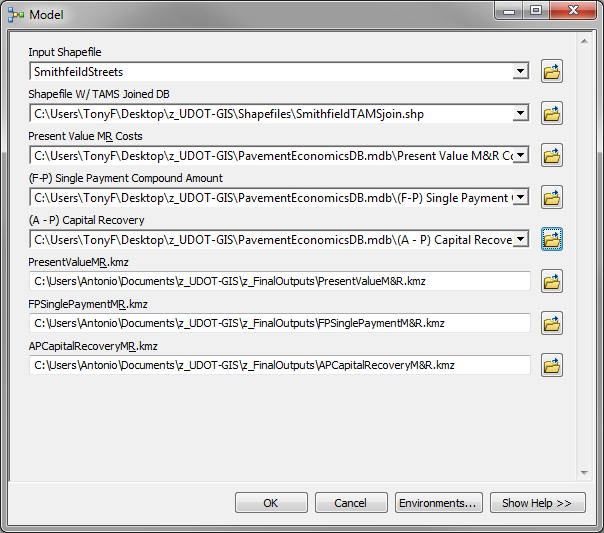 Model
Input Shapefile
SmithfeildStreets
Shapefile W/ TAMS Joined DB
C:\Users\TonyF\Desktop\z_UDOT-GIS\Shapefiles\SmithfieldTAMSjoin.shp
Present Value MR Costs
C:\Users\TonyF\Desktop\z_UDOT-GIS\PavementEconomicsDB.mdb\Present Value M&R Co
(F-P) Single Payment Compound Amount
C:\Users\TonyF\Desktop\z_UDOT-GIS\PavementEconomicsDB.mdb\(F-P) Single Payment
(A - P) Capital Recovery
C:\Users\TonyF\Desktop\z_UDOT-GIS\PavementEconomicsDB.mdb\(A - P) Capital Recove
PresentValueMR.kmz
C:\Users\Antonio\Documents\z_UDOT-GIS\z_FinalOutputs\PresentValueM&R.kmz
FPSinglePaymentMR.kmz
C:\Users\Antonio\Documents\z_UDOT-GIS\z_FinalOutputs\FPSinglePaymentM&R.kmz
APCapitalRecoveryMR.kmz
C:\Users\Antonio\Documents\z_UDOT-GIS\z_FinalOutputs\APCapitalRecoveryM&R.kmz
OK Cancel Environments... Show Help >>